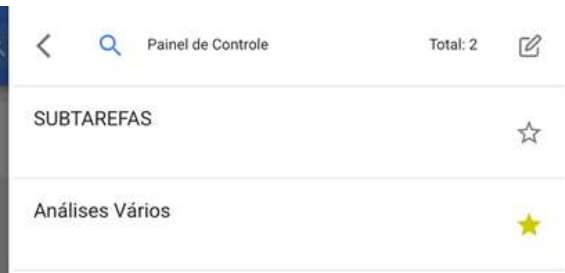 Painel de Controle Total: 2
SUBTAREFAS
Análises Vários